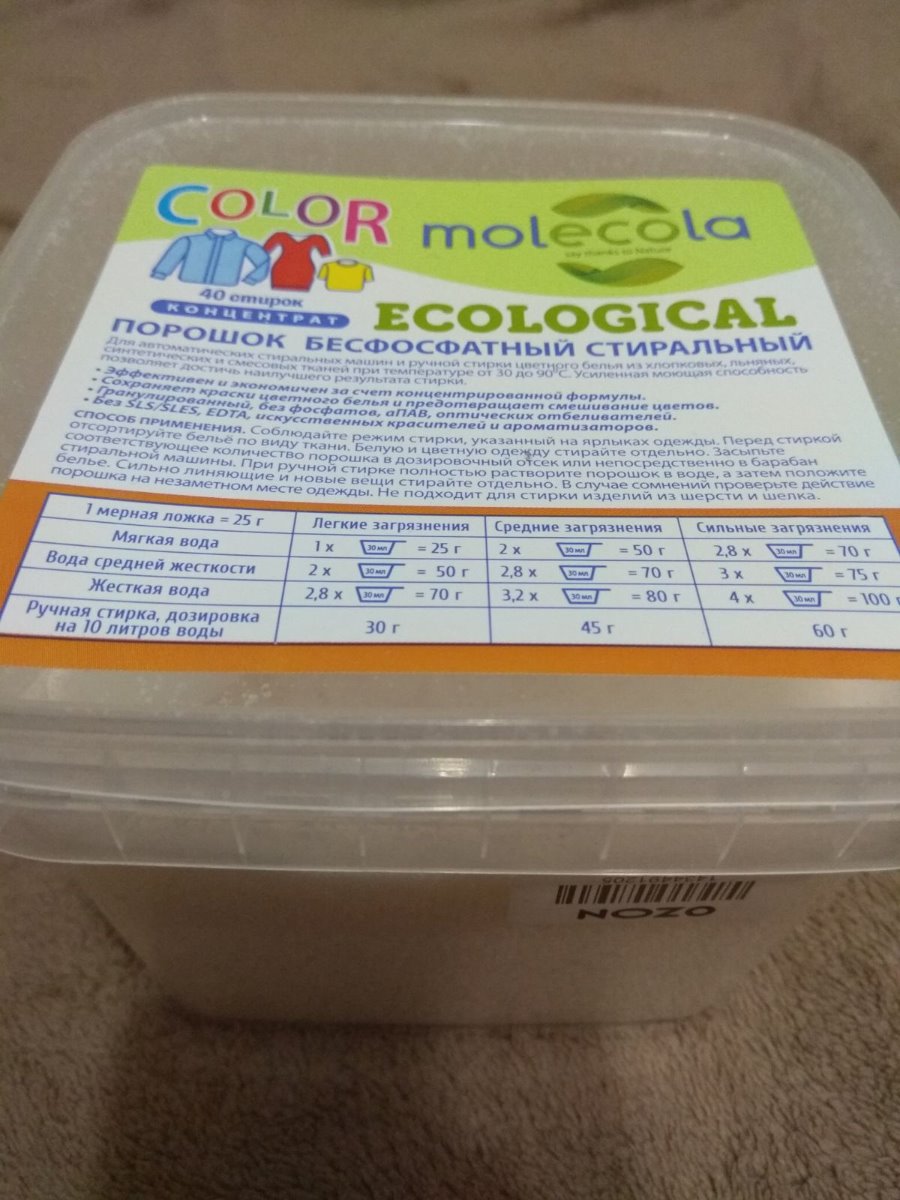 COLOR
molecola
say thanks to Nature
40 стирок
КОНЦЕНТРАТ
ECOLOGICAL
ПОРОШОК БЕСФОСФАТНЫЙ СТИРАЛЬНЫЙ
Для автоматических стиральных машин и ручной стирки цветного белья из хлопковых, льняных,
синтетических и смесовых тканей при температуре от 30 до 90°С. Усиленная моющая способность
позволяет достичь наилучшего результата стирки.
• Эффективен и экономичен за счет концентрированной формулы.
• Сохраняет краски цветного белья и предотвращает смешивание цветов.
• Гранулированный, без фосфатов, аПАВ, оптических отбеливателей.
• Без SLS/SLES, EDTA, искусственных красителей и ароматизаторов.
СПОСОБ ПРИМЕНЕНИЯ. Соблюдайте режим стирки, указанный на ярлыках одежды. Перед стиркой
отсортируйте бельё по виду ткани. Белую и цветную одежду стирайте отдельно. Засыпьте
соответствующее количество порошка в дозировочный отсек или непосредственно в барабан
стиральной машины. При ручной стирке полностью растворите порошок в воде, а затем положите
белье. Сильно линяющие и новые вещи стирайте отдельно. В случае сомнений проверьте действие
порошка на незаметном месте одежды. Не подходит для стирки изделий из шерсти и шелка.
1 мерная ложка = 25 г Легкие загрязнения Средние загрязнения Сильные загрязнения
Мягкая вода 1 х 30 мл = 25 г 2 х 30 мл = 50 г 2,8 х 30 мл = 70 г
Вода средней жесткости 2 х 30 мл = 50 г 2,8 х 30 мл = 70 г 3 х 30 мл = 75 г
Жесткая вода 2,8 х 30 мл = 70 г 3,2 х 30 мл = 80 г 4 х 30 мл = 100 г
Ручная стирка, дозировка
на 10 литров воды 30 г 45 г 60 г
OZON